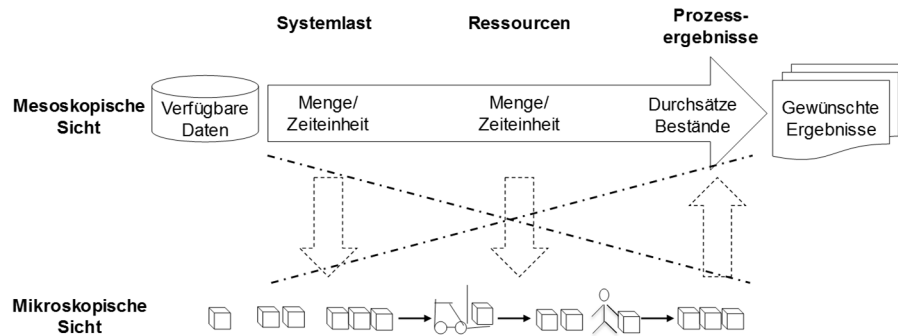 Systemlast
Ressourcen
Prozess-
ergebnisse
Mesoskopische
Sicht
Verfügbare
Daten
Menge/
Zeiteinheit
Menge/
Zeiteinheit
Durchsätze
Bestände
Gewünschte
Ergebnisse
Mikroskopische
Sicht